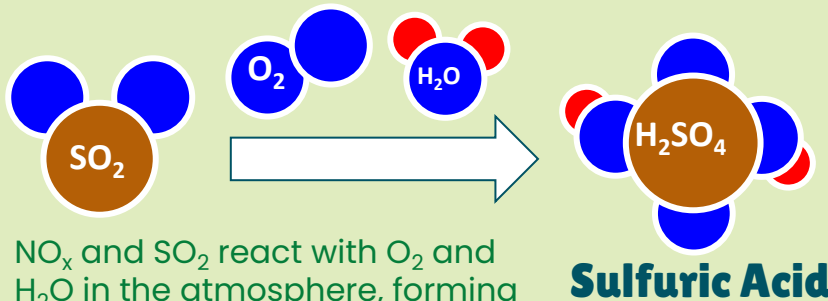 O₂
H₂O
SO₂
H₂SO₄
NOₓ and SO₂ react with O₂ and
H₂O in the atmosphere, forming
Sulfuric Acid